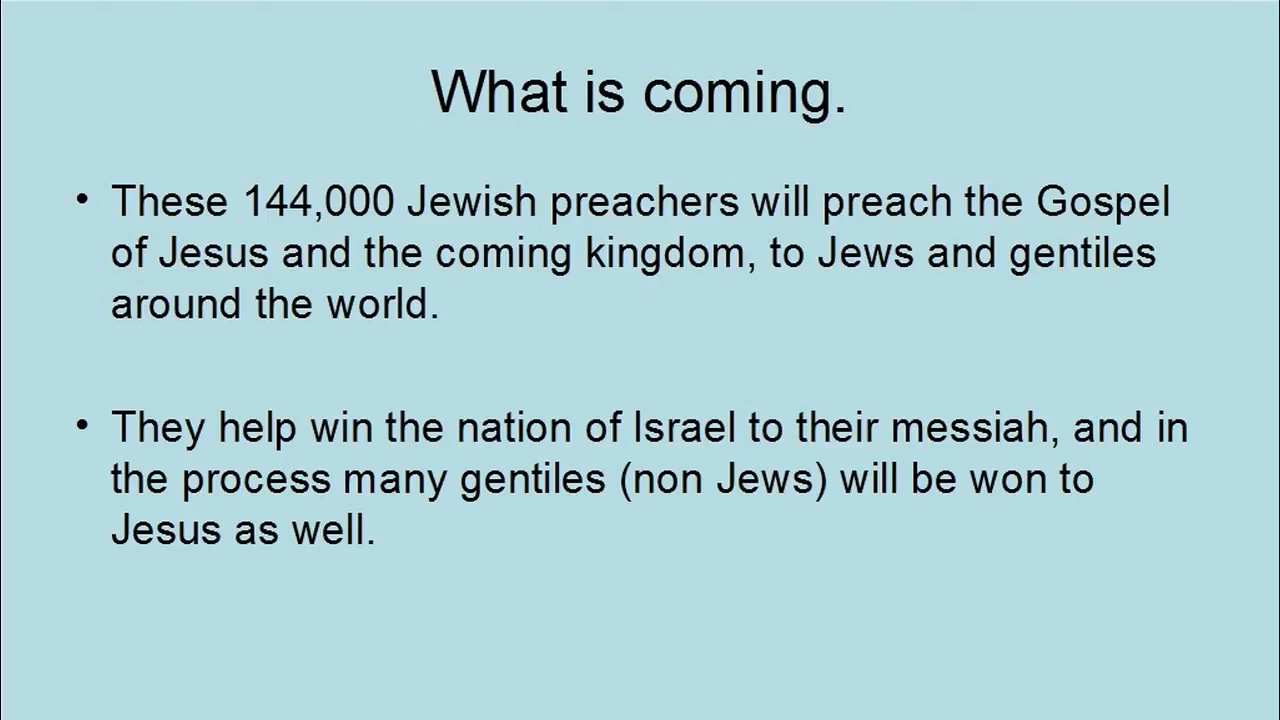 What is coming.
• These 144,000 Jewish preachers will preach the Gospel
of Jesus and the coming kingdom, to Jews and gentiles
around the world.
• They help win the nation of Israel to their messiah, and in
the process many gentiles (non Jews) will be won to
Jesus as well.